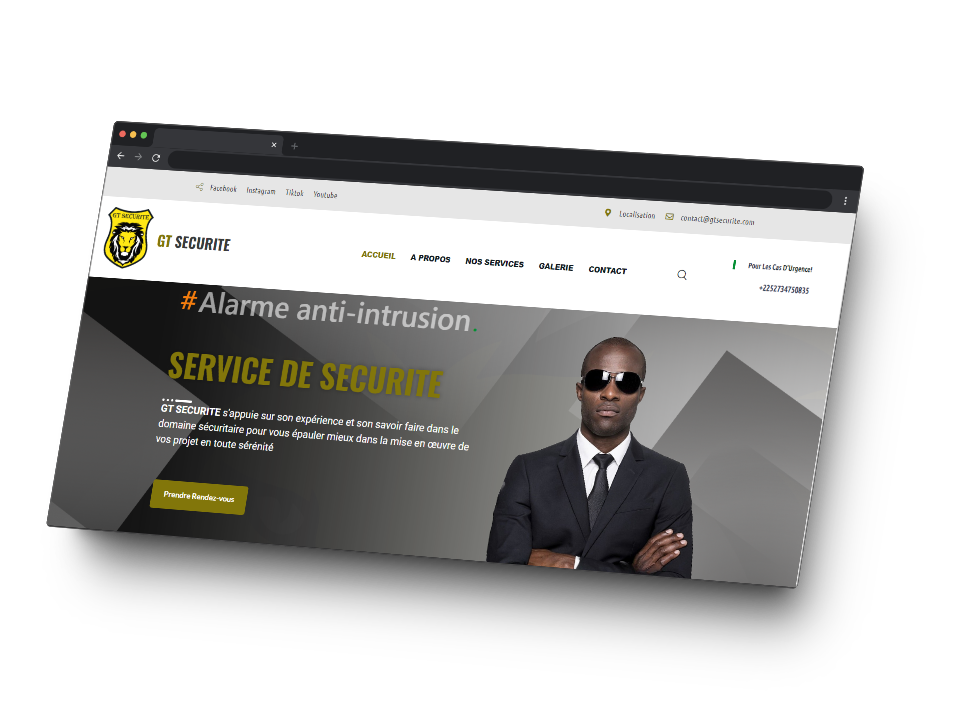 Facebook Instagram Tiktok Youtube
Localisation contact@gtsecurite.com
GT SECURITE
GT SECURITE
ACCUEIL A PROPOS NOS SERVICES GALERIE CONTACT
Pour Les Cas D'Urgence!
+2252734750835
#Alarme anti-intrusion.
SERVICE DE SECURITE
GT SECURITE s'appuie sur son expérience et son savoir faire dans le
domaine sécuritaire pour vous épauler mieux dans la mise en œuvre de
vos projet en toute sérénité
Prendre Rendez-vous